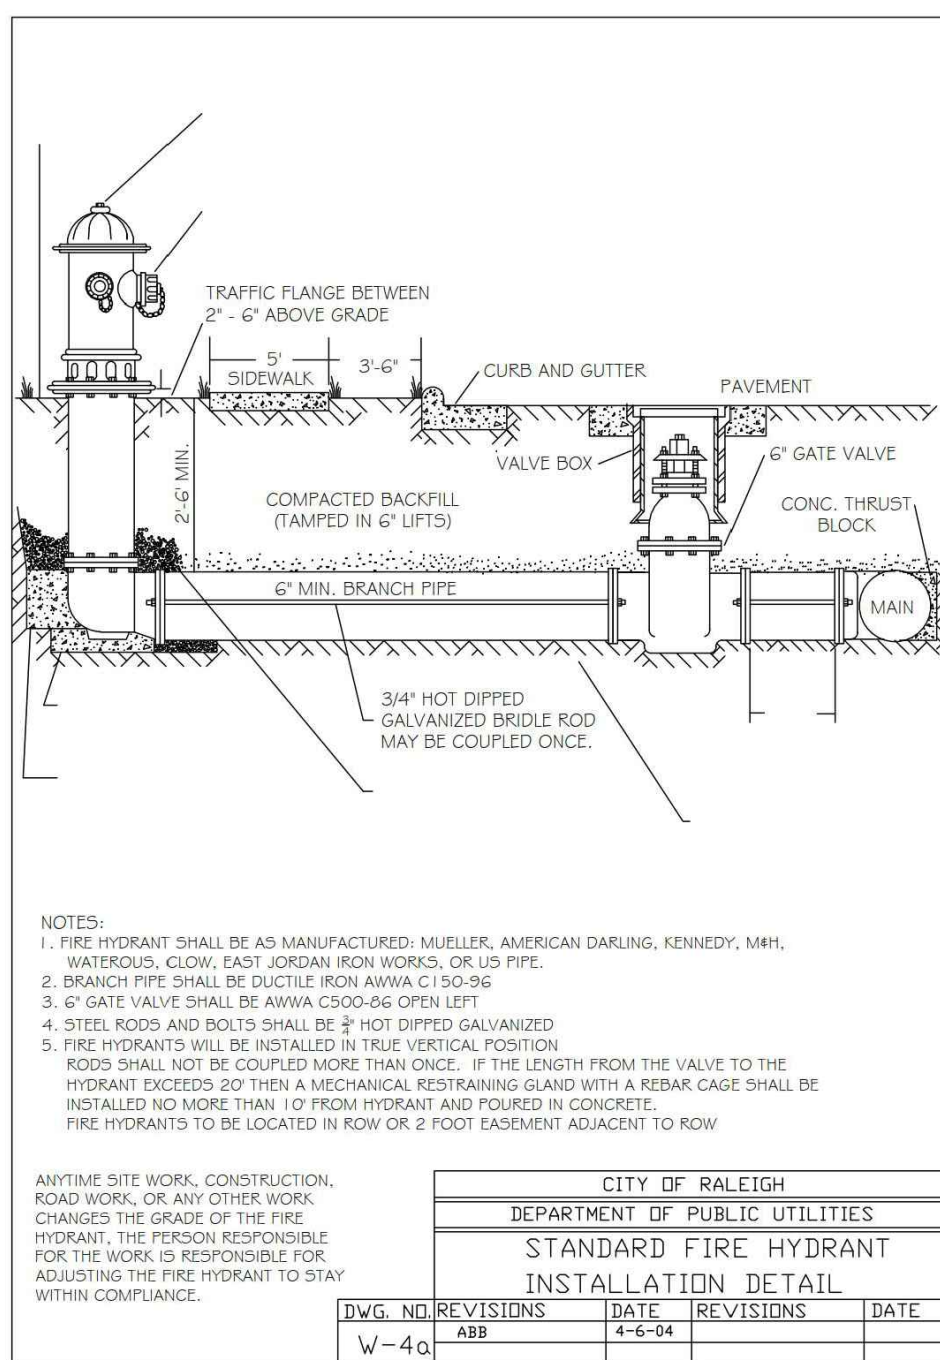 TRAFFIC FLANGE BETWEEN
2" - 6" ABOVE GRADE
5'
SIDEWALK
3'-6"
CURB AND GUTTER
PAVEMENT
VALVE BOX
6" GATE VALVE
2'-6' MIN.
COMPACTED BACKFILL
(TAMPED IN 6" LIFTS)
CONC. THRUST
BLOCK
6" MIN. BRANCH PIPE
MAIN
3/4" HOT DIPPED
GALVANIZED BRIDLE ROD
MAY BE COUPLED ONCE.
NOTES:
1. FIRE HYDRANT SHALL BE AS MANUFACTURED: MUELLER, AMERICAN DARLING, KENNEDY, M&H,
WATEROUS, CLOW, EAST JORDAN IRON WORKS, OR US PIPE.
2. BRANCH PIPE SHALL BE DUCTILE IRON AWWA C150-96
3. 6" GATE VALVE SHALL BE AWWA C500-86 OPEN LEFT
4. STEEL RODS AND BOLTS SHALL BE 3/4" HOT DIPPED GALVANIZED
5. FIRE HYDRANTS WILL BE INSTALLED IN TRUE VERTICAL POSITION
RODS SHALL NOT BE COUPLED MORE THAN ONCE. IF THE LENGTH FROM THE VALVE TO THE
HYDRANT EXCEEDS 20' THEN A MECHANICAL RESTRAINING GLAND WITH A REBAR CAGE SHALL BE
INSTALLED NO MORE THAN 10' FROM HYDRANT AND POURED IN CONCRETE.
FIRE HYDRANTS TO BE LOCATED IN ROW OR 2 FOOT EASEMENT ADJACENT TO ROW
ANYTIME SITE WORK, CONSTRUCTION,
ROAD WORK, OR ANY OTHER WORK
CHANGES THE GRADE OF THE FIRE
HYDRANT, THE PERSON RESPONSIBLE
FOR THE WORK IS RESPONSIBLE FOR
ADJUSTING THE FIRE HYDRANT TO STAY
WITHIN COMPLIANCE.
CITY OF RALEIGH
DEPARTMENT OF PUBLIC UTILITIES
STANDARD FIRE HYDRANT
INSTALLATION DETAIL
DWG. NO. REVISIONS DATE REVISIONS DATE
W-4a ABB 4-6-04